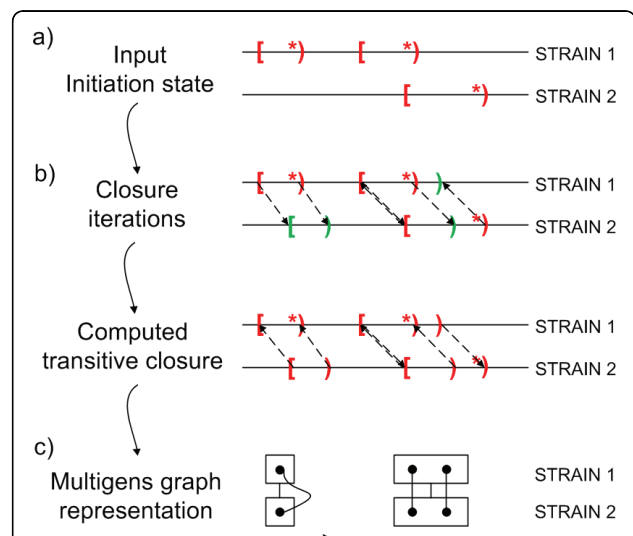 a)
Input
Initiation state
[ *) [ *) STRAIN 1
[ *) STRAIN 2
b)
Closure
iterations
[ *) [ *) ) STRAIN 1
[ ) [ ) *) STRAIN 2
Computed
transitive closure
[ *) [ *) ) STRAIN 1
[ ) [ ) *) STRAIN 2
c)
Multigens graph
representation
STRAIN 1
STRAIN 2